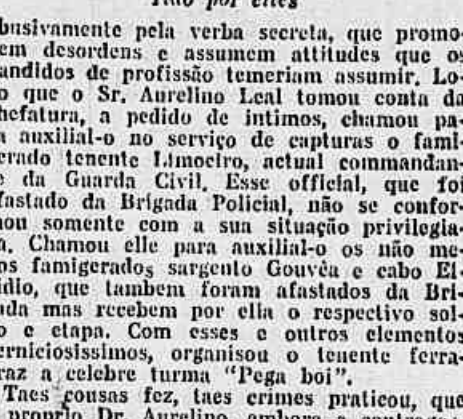 por elles
busivamente pela verba secreta, que promo-
em desordens e assumem attitudes que os
andidos de profissão temeriam assumir. Lo-
o que o Sr. Aurelino Leal tomou conta da
hefatura, a pedido de intimos, chamou pa-
a auxilial-o no serviço de capturas o fami-
erado tenente Limoeiro, actual commandan-
e da Guarda Civil. Esse official, que foi
fastado da Brigada Policial, não se confor-
nou somente com a sua situação privilegia-
a. Chamou elle para auxilial-o os não me-
os famigerados sargento Gouvêa e cabo El-
idio, que tambem foram afastados da Bri-
ada mas recebem por ella o respectivo sol-
o e etapa. Com esses e outros elementos
erniciosissimos, organisou o tenente ferra-
raz a celebre turma "Pega boi".
Taes cousas fez, taes crimes praticou, que
proprio Dr. Aurelino, embora